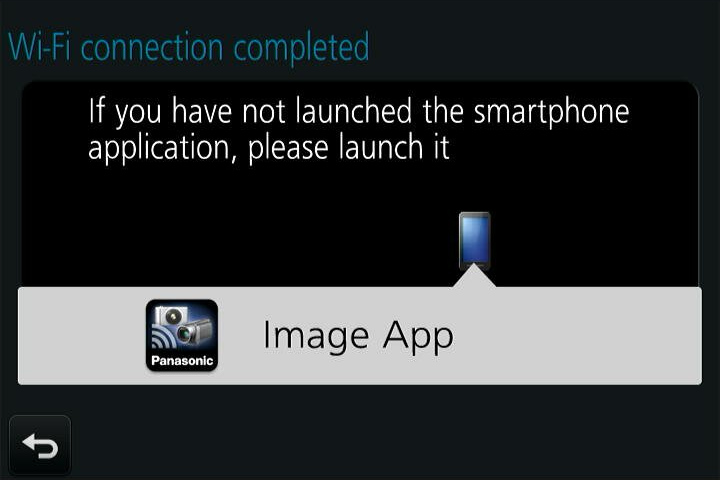 Wi-Fi connection completed
If you have not launched the smartphone
application, please launch it
Panasonic
Image App